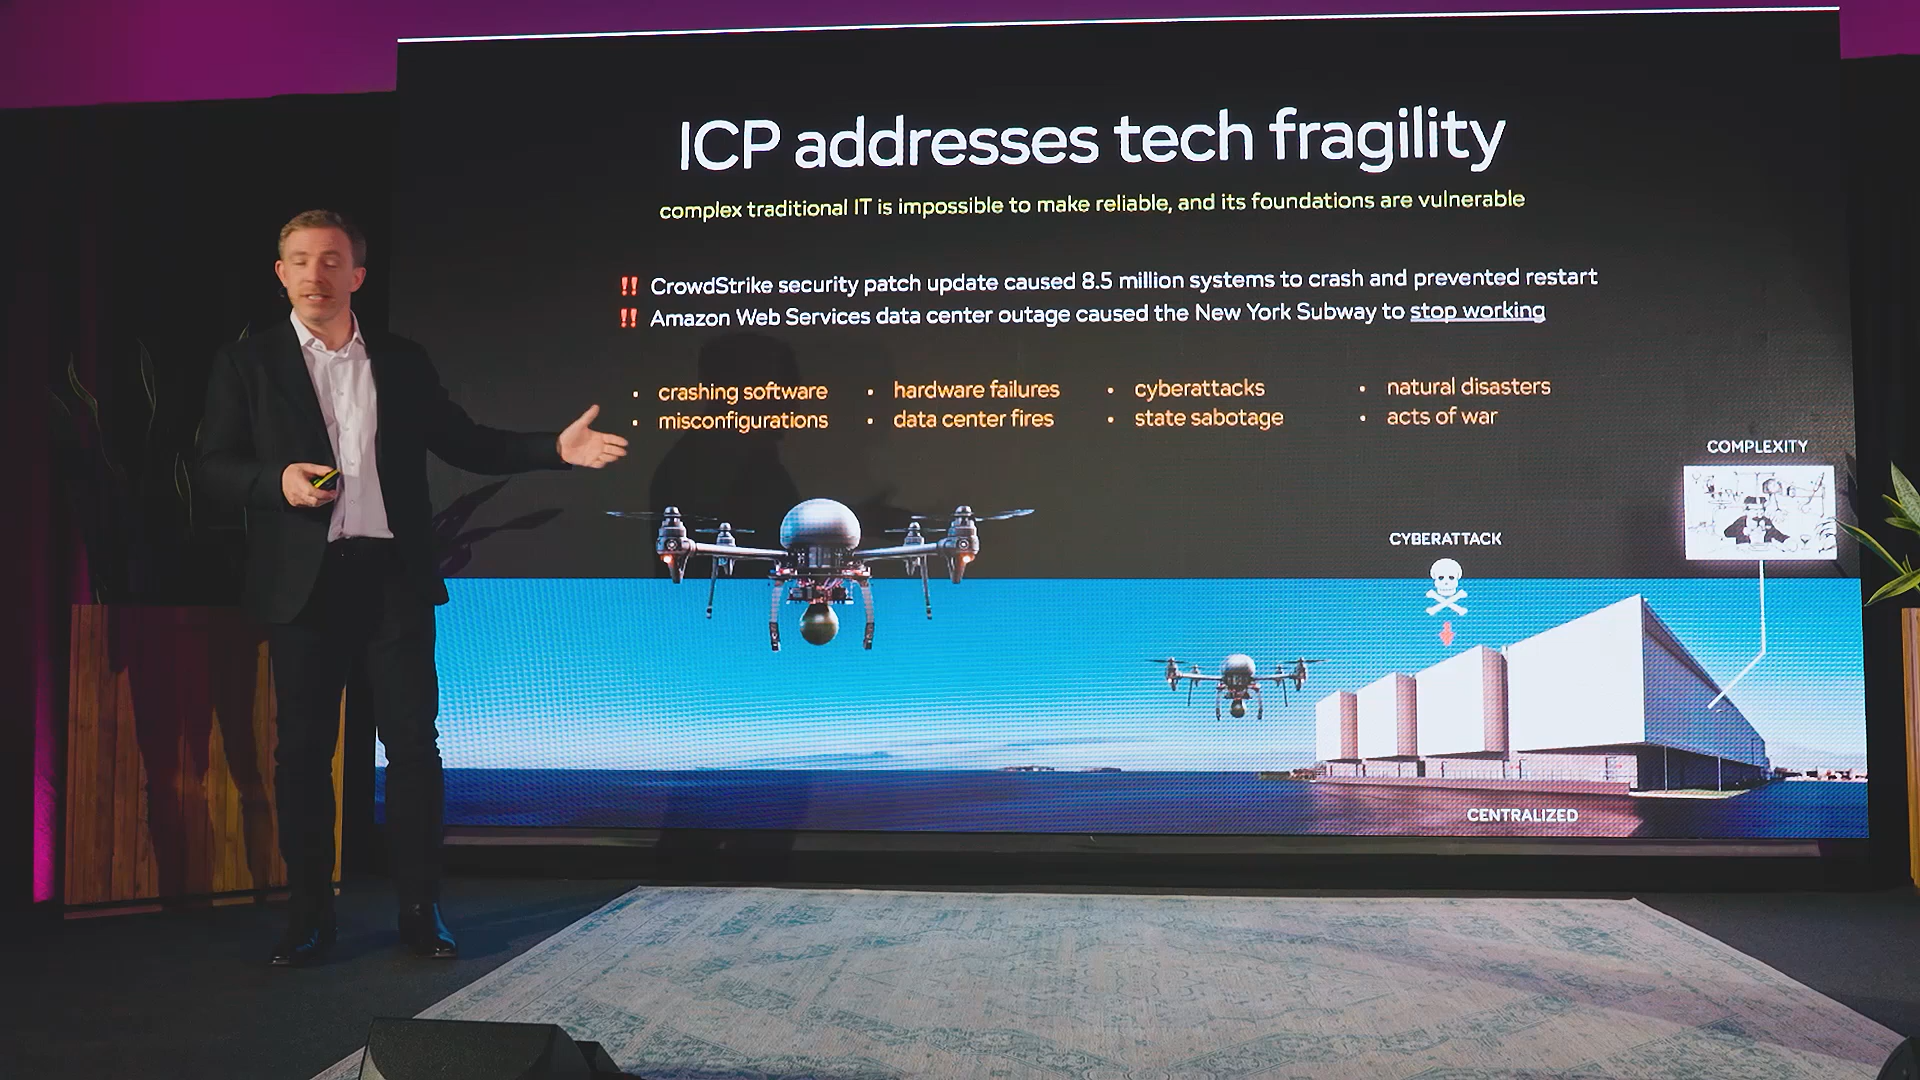 ICP addresses tech fragility
complex traditional IT is impossible to make reliable, and its foundations are vulnerable
‼ CrowdStrike security patch update caused 8.5 million systems to crash and prevented restart
‼ Amazon Web Services data center outage caused the New York Subway to stop working
• crashing software • hardware failures • cyberattacks • natural disasters
• misconfigurations • data center fires • state sabotage • acts of war
COMPLEXITY
CYBERATTACK
CENTRALIZED